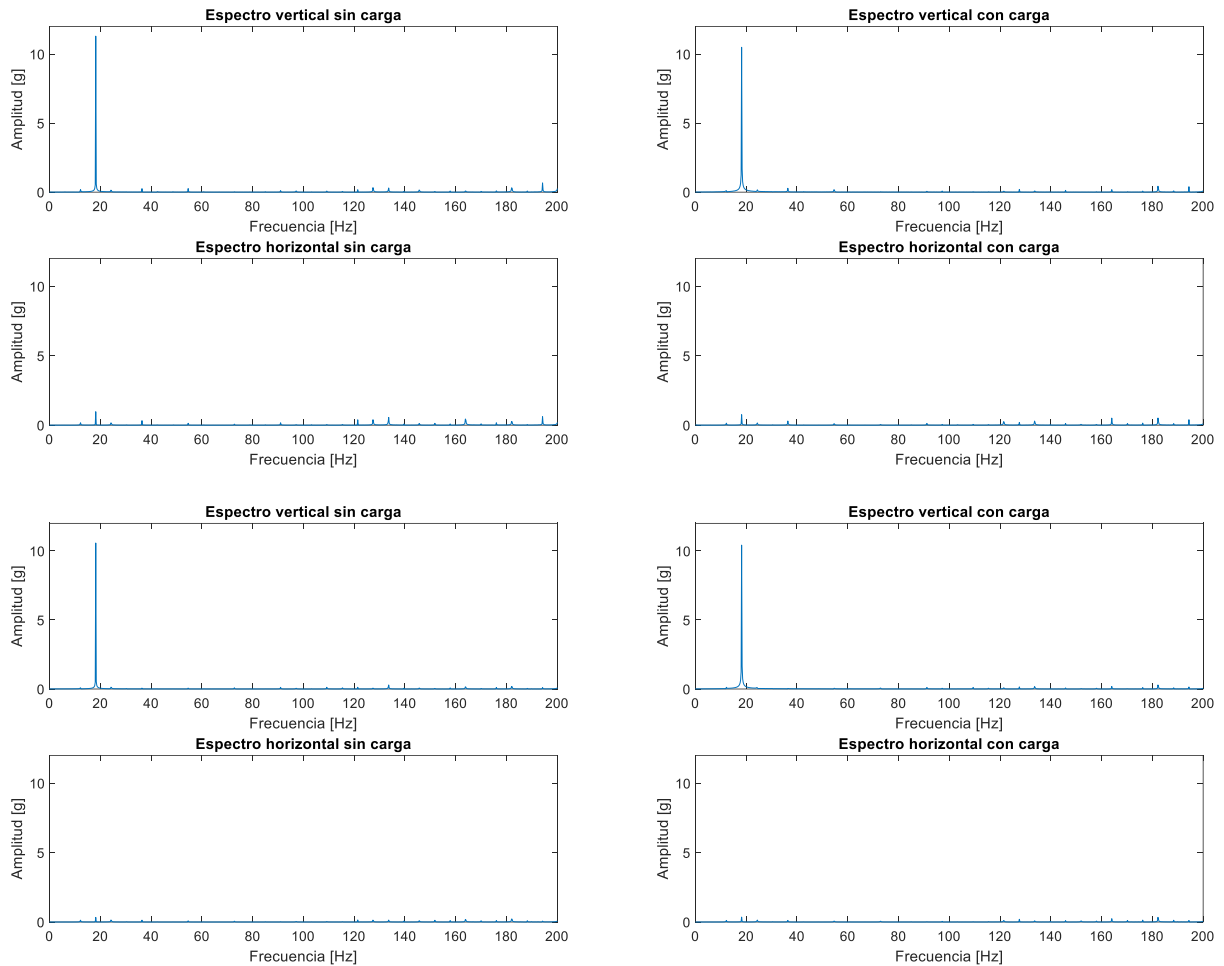 Espectro vertical sin carga
Amplitud [g]
10
5
0
0 20 40 60 80 100 120 140 160 180 200
Frecuencia [Hz]
Espectro vertical con carga
Amplitud [g]
10
5
0
0 20 40 60 80 100 120 140 160 180 200
Frecuencia [Hz]
Espectro horizontal sin carga
Amplitud [g]
10
5
0
0 20 40 60 80 100 120 140 160 180 200
Frecuencia [Hz]
Espectro horizontal con carga
Amplitud [g]
10
5
0
0 20 40 60 80 100 120 140 160 180 200
Frecuencia [Hz]
Espectro vertical sin carga
Amplitud [g]
10
5
0
0 20 40 60 80 100 120 140 160 180 200
Frecuencia [Hz]
Espectro vertical con carga
Amplitud [g]
10
5
0
0 20 40 60 80 100 120 140 160 180 200
Frecuencia [Hz]
Espectro horizontal sin carga
Amplitud [g]
10
5
0
0 20 40 60 80 100 120 140 160 180 200
Frecuencia [Hz]
Espectro horizontal con carga
Amplitud [g]
10
5
0
0 20 40 60 80 100 120 140 160 180 200
Frecuencia [Hz]